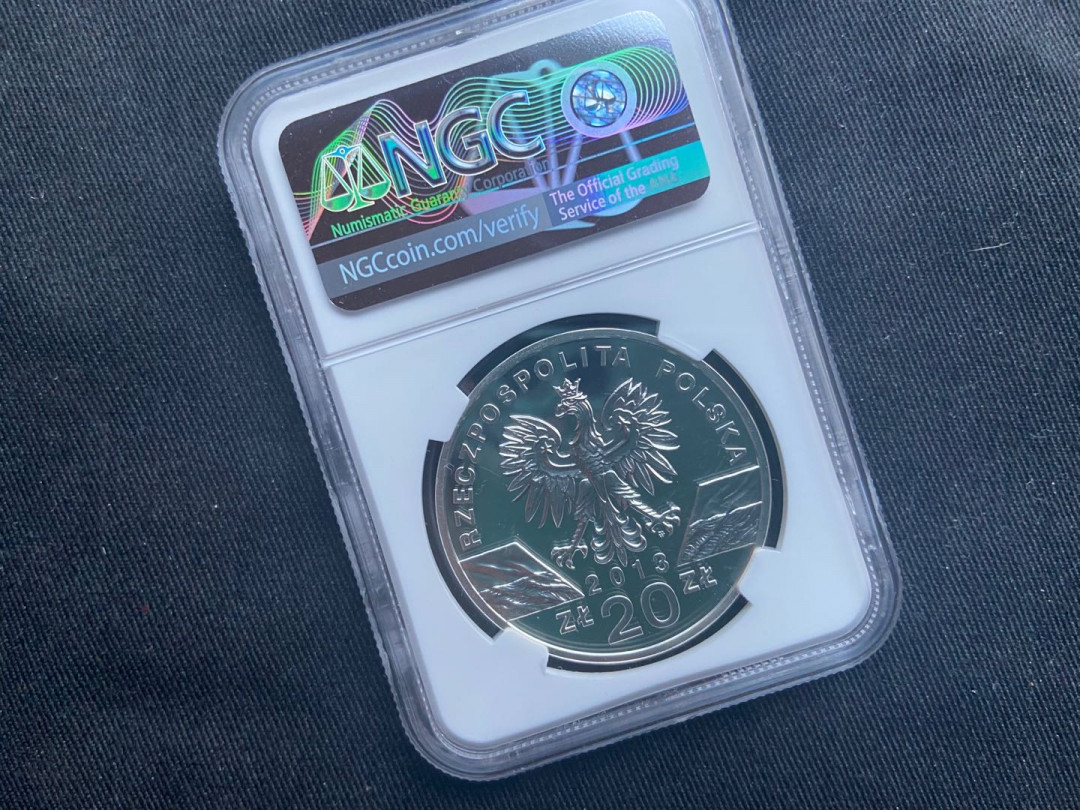 NGC
Numismatic Guaranty Corporation
NGCcoin.com/verify
The Official Grading
Service of the ANA
RZECZPOSPOLITA POLSKA
2013
ZŁ 20 ZŁ